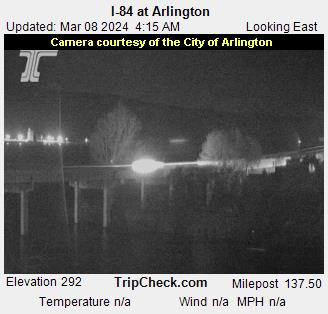 I-84 at Arlington
Updated: Mar 08 2024 4:15 AM Looking East
Camera courtesy of the City of Arlington
Elevation 292 TripCheck.com Milepost 137.50
Temperature n/a Wind n/a MPH n/a